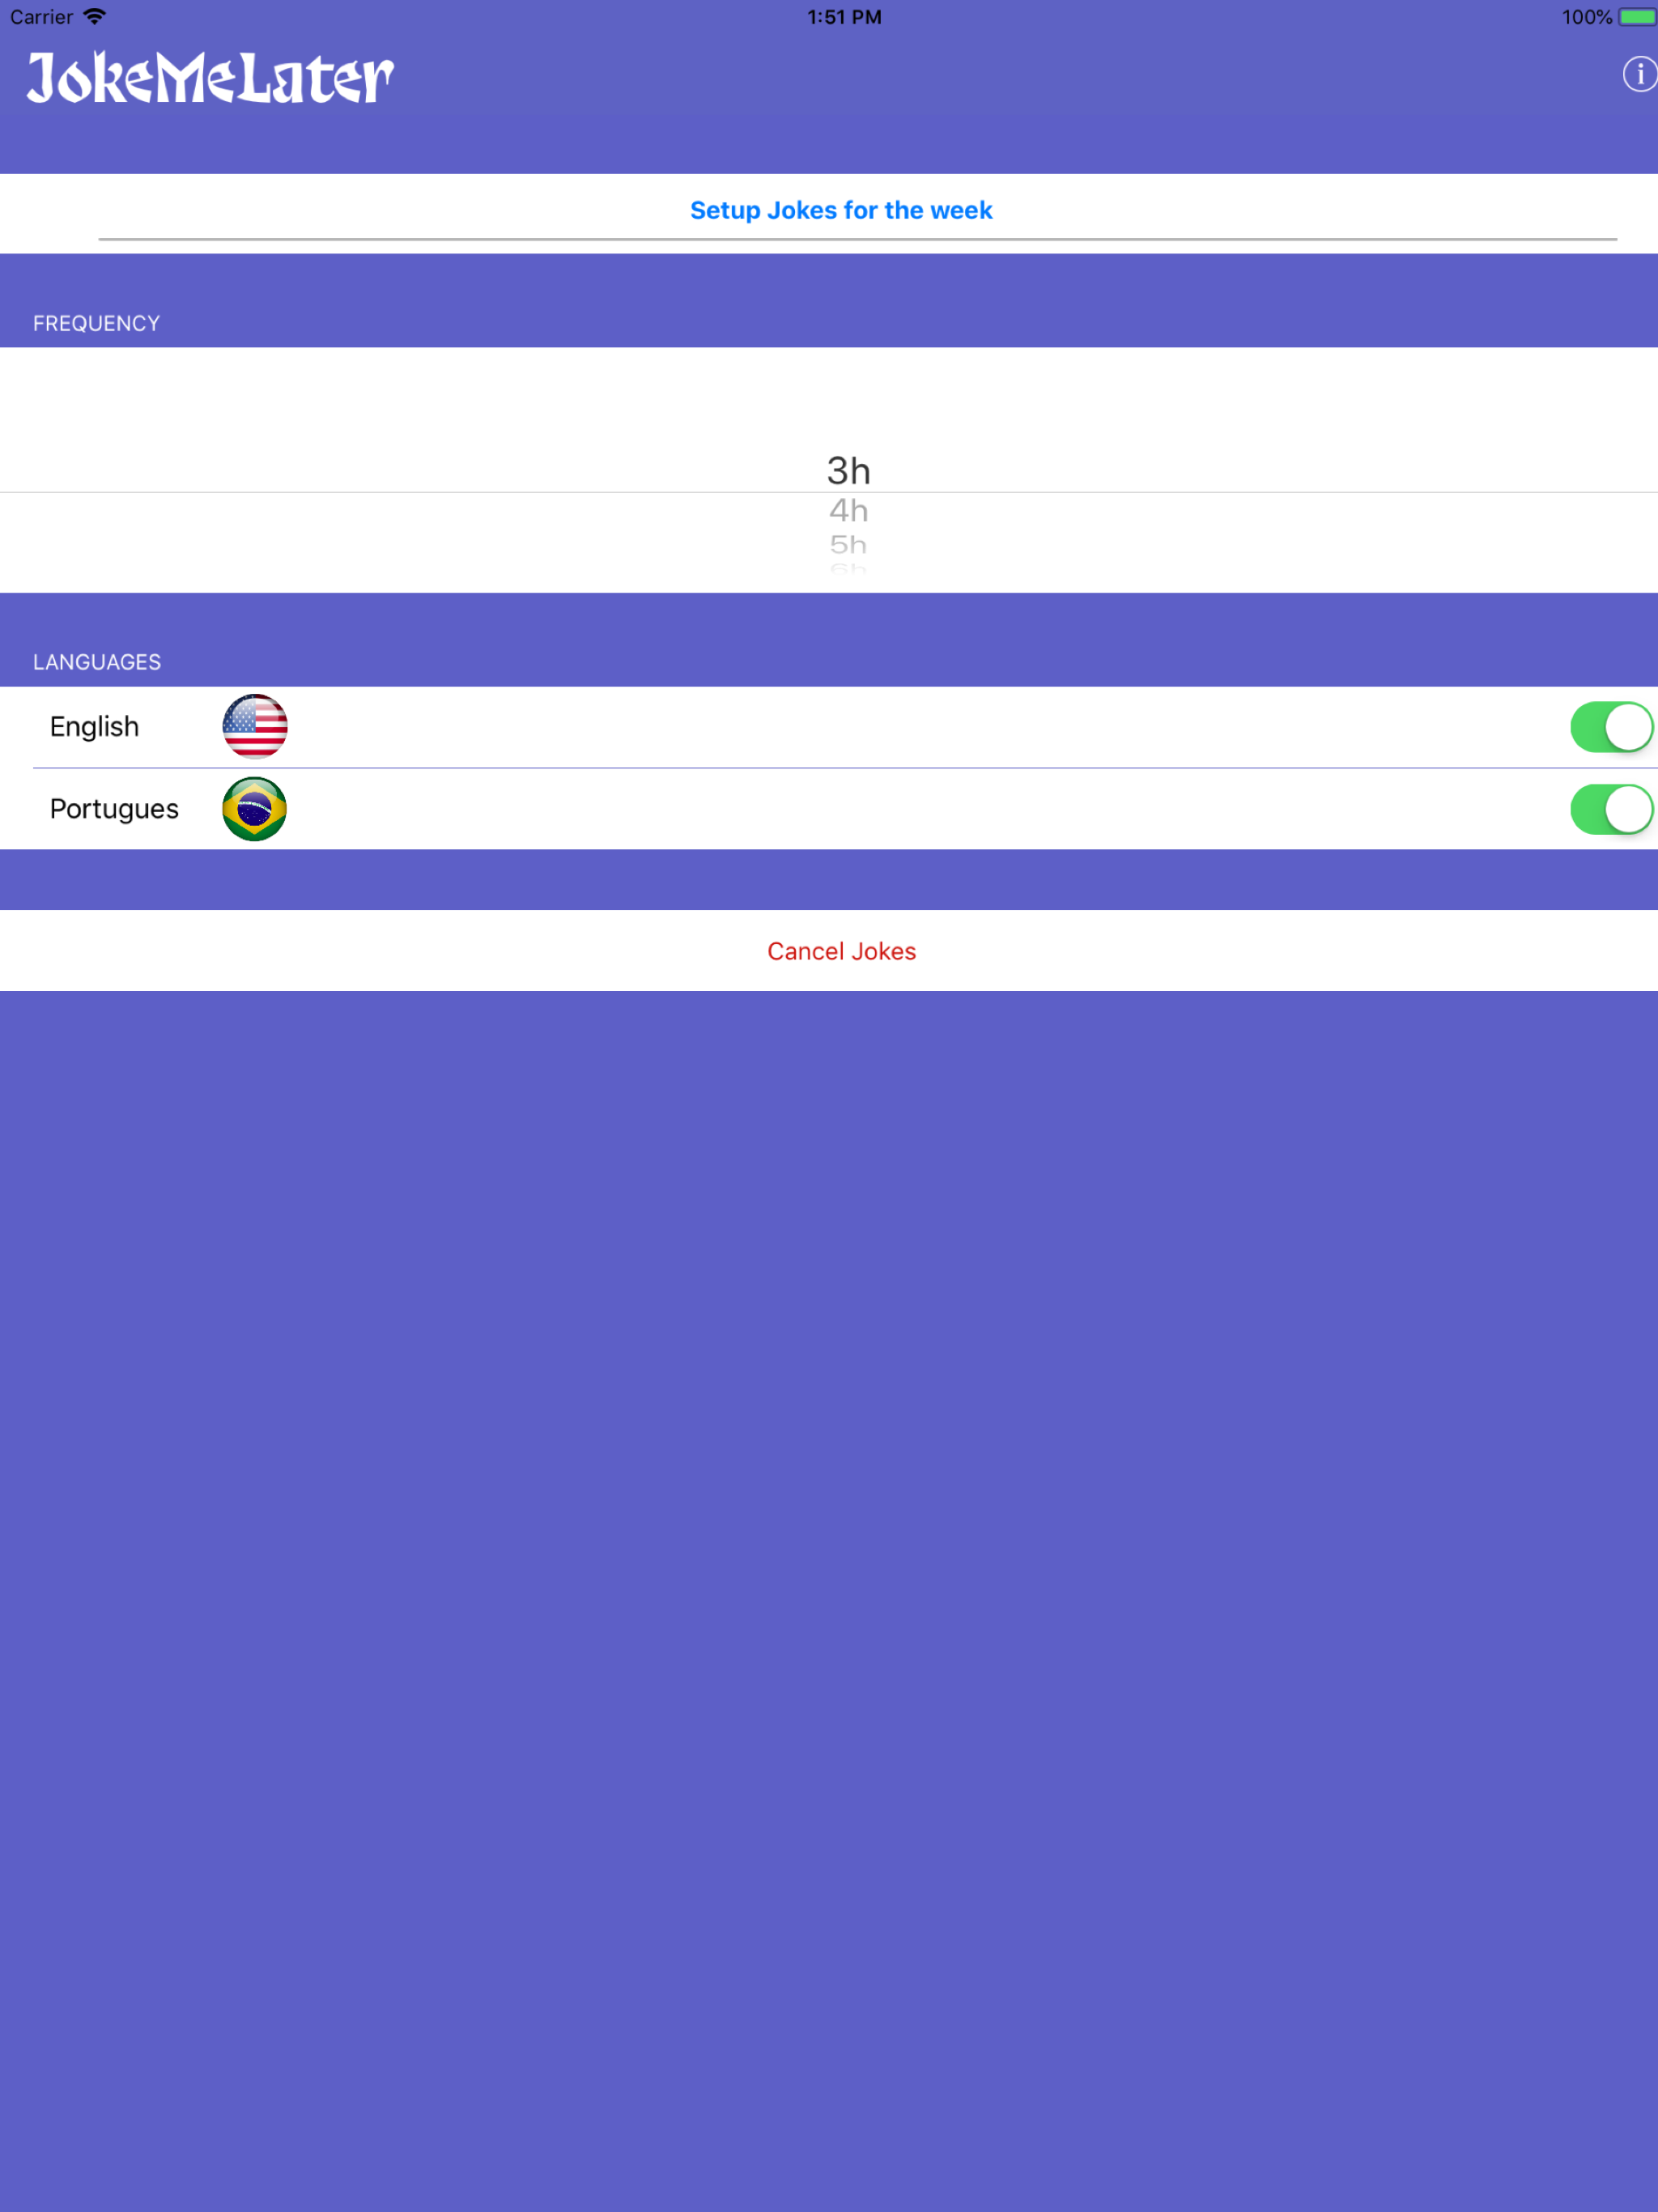 Carrier 1:51 PM 100%
JokeMeLater
i
Setup Jokes for the week
FREQUENCY
3h
4h
5h
6h
LANGUAGES
English
Portugues
Cancel Jokes